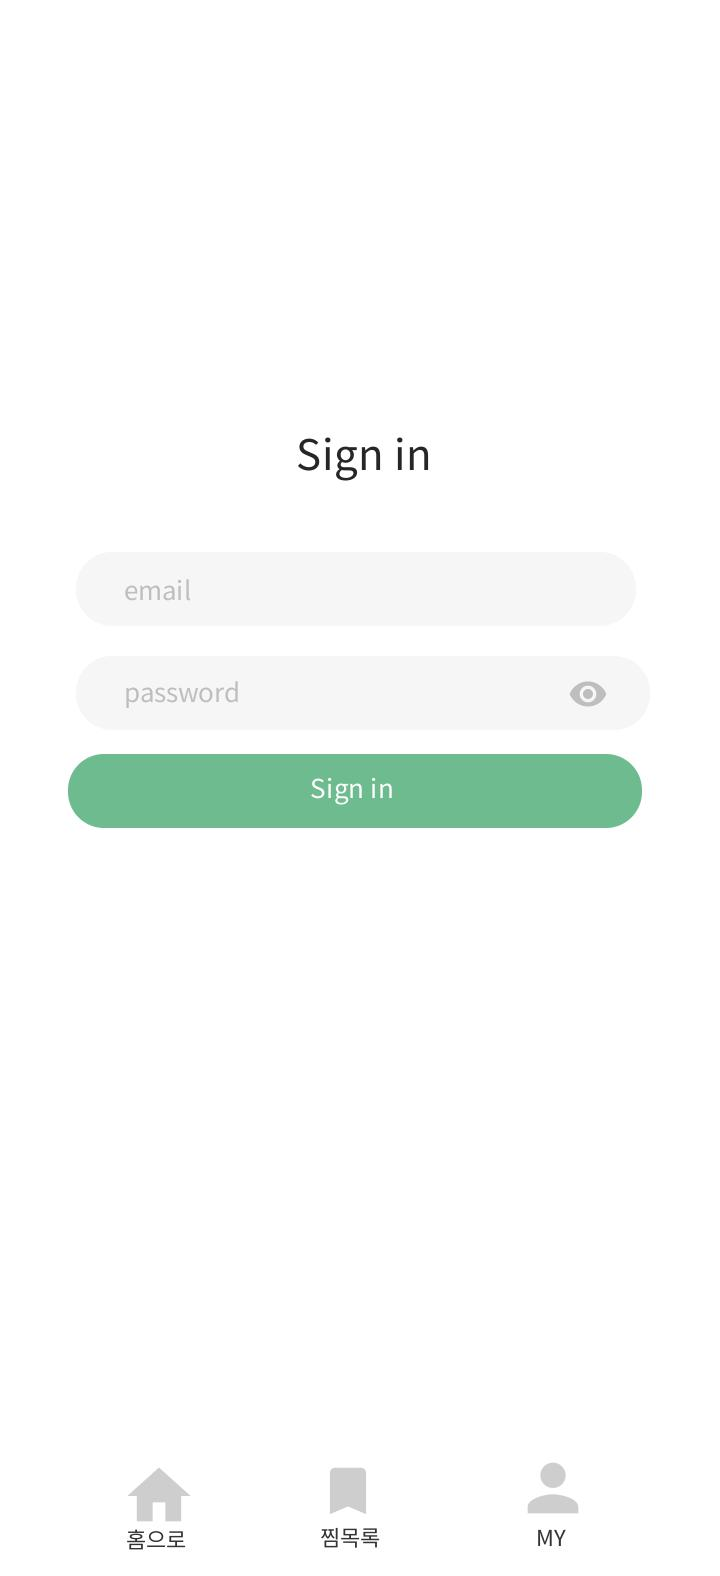 Sign in
email
password
Sign in
홈으로
찜목록
MY